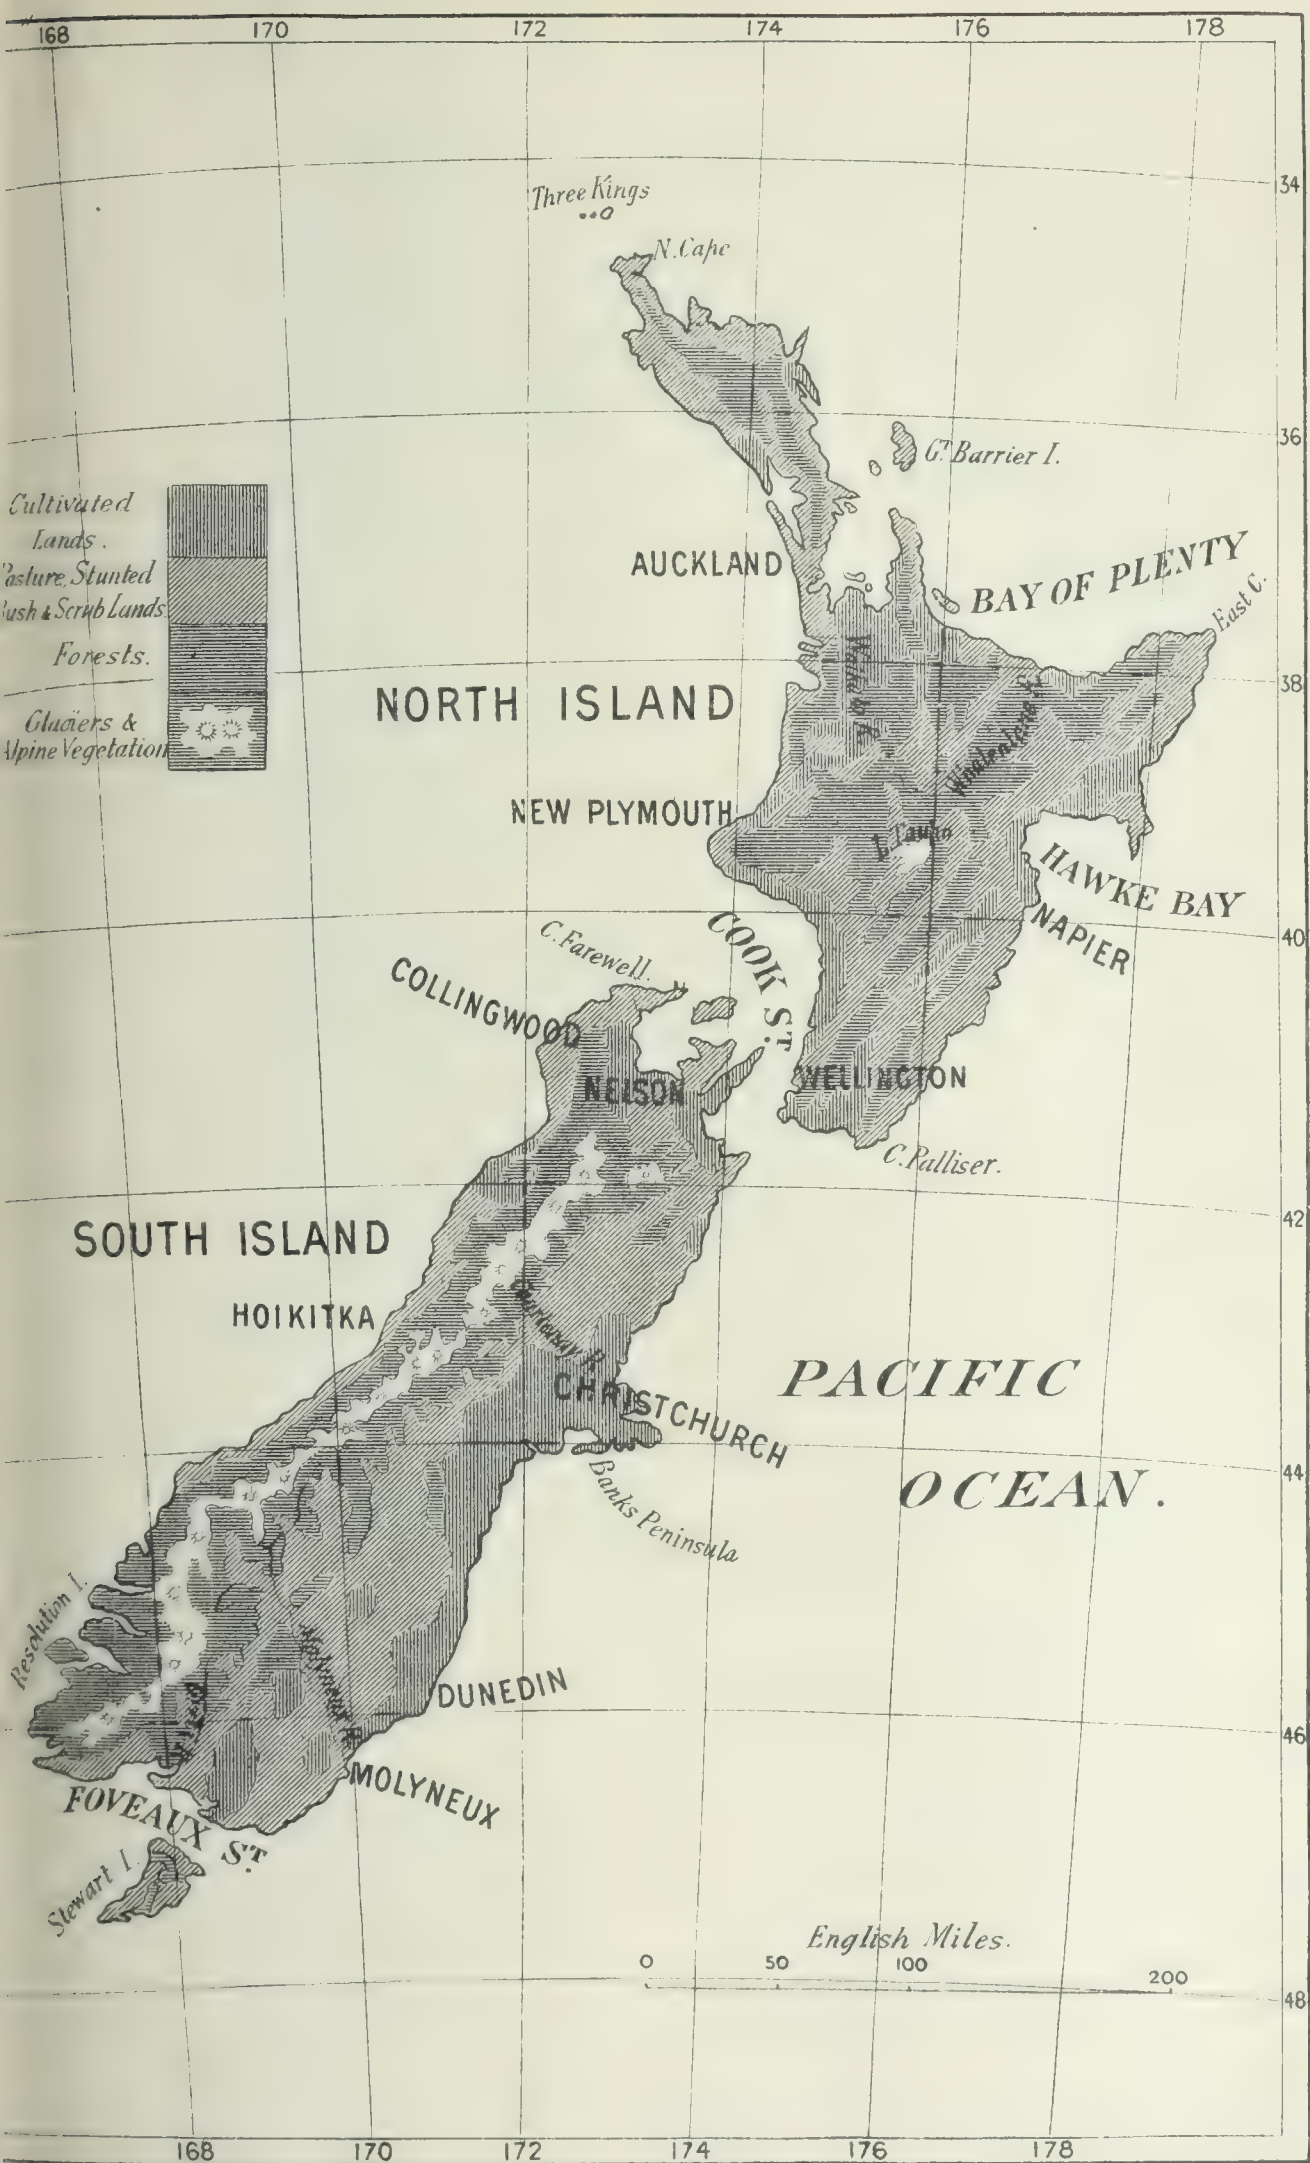 168 170 172 174 176 178
34
Three Kings
N. Cape
36
Gᵀ Barrier I.
Cultivated
Lands.
Pasture, Stunted
Bush & Scrub Lands
Forests.
Glaciers &
Alpine Vegetation
AUCKLAND
BAY OF PLENTY
East C.
38
NORTH ISLAND
NEW PLYMOUTH
L. Taupo
HAWKE BAY
NAPIER
40
COOK Sᵀ.
C. Farewell.
COLLINGWOOD
NELSON
WELLINGTON
C. Palliser.
42
SOUTH ISLAND
HOIKITKA
Courtenay R.
CHRISTCHURCH
PACIFIC
OCEAN.
44
Banks Peninsula
Resolution I.
Molyneux R.
DUNEDIN
46
MOLYNEUX
FOVEAUX Sᵀ.
Stewart I.
English Miles.
0 50 100 200
48
168 170 172 174 176 178